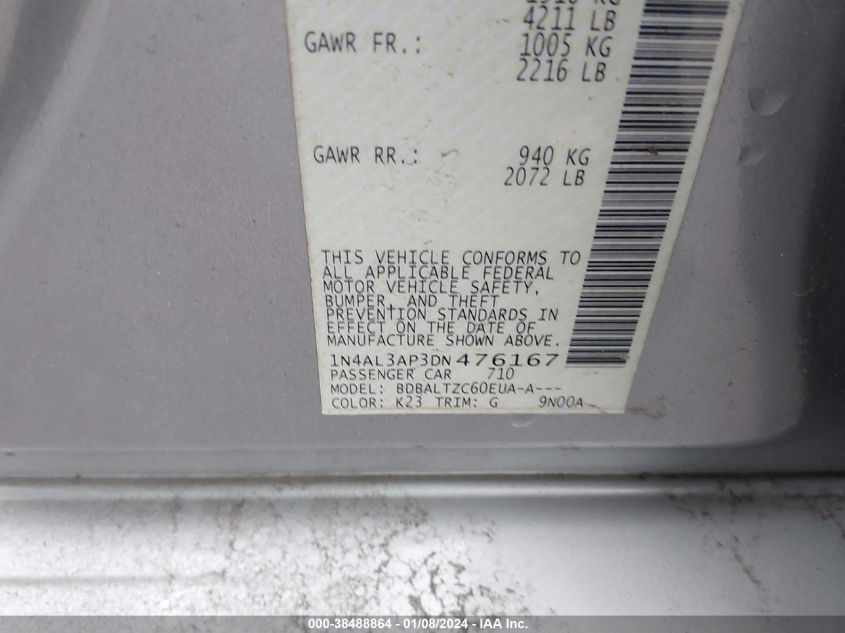 4211 LB
GAWR FR.: 1005 KG
2216 LB
GAWR RR.: 940 KG
2072 LB
THIS VEHICLE CONFORMS TO
ALL APPLICABLE FEDERAL
MOTOR VEHICLE SAFETY,
BUMPER, AND THEFT
PREVENTION STANDARDS IN
EFFECT ON THE DATE OF
MANUFACTURE SHOWN ABOVE.
1N4AL3AP3DN476167
PASSENGER CAR 710
MODEL: BDBALTZC60EUA-A---
COLOR: K23 TRIM: G 9N00A
000-38488864 - 01/08/2024 - IAA Inc.